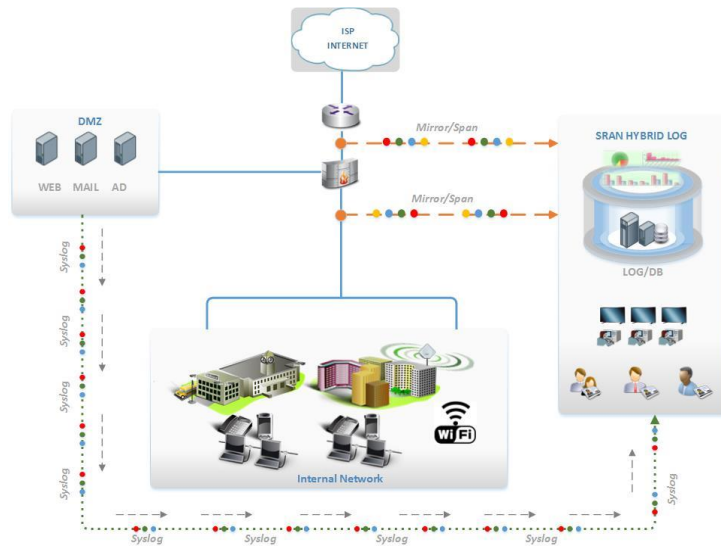 ISP
INTERNET
DMZ
WEB MAIL AD
Mirror/Span
Mirror/Span
SRAN HYBRID LOG
LOG/DB
Syslog
Syslog
Syslog
Syslog
WiFi
Internal Network
Syslog
Syslog
Syslog
Syslog
Syslog
Syslog